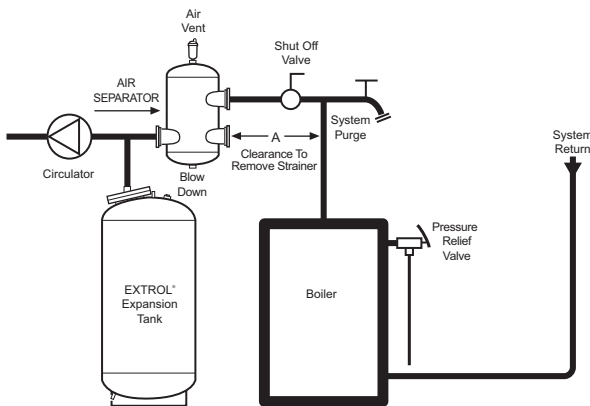 Air
Vent
Shut Off
Valve
AIR
SEPARATOR
System
Purge
A
Clearance To
Remove Strainer
System
Return
Circulator
Blow
Down
Pressure
Relief
Valve
EXTROL®
Expansion
Tank
Boiler